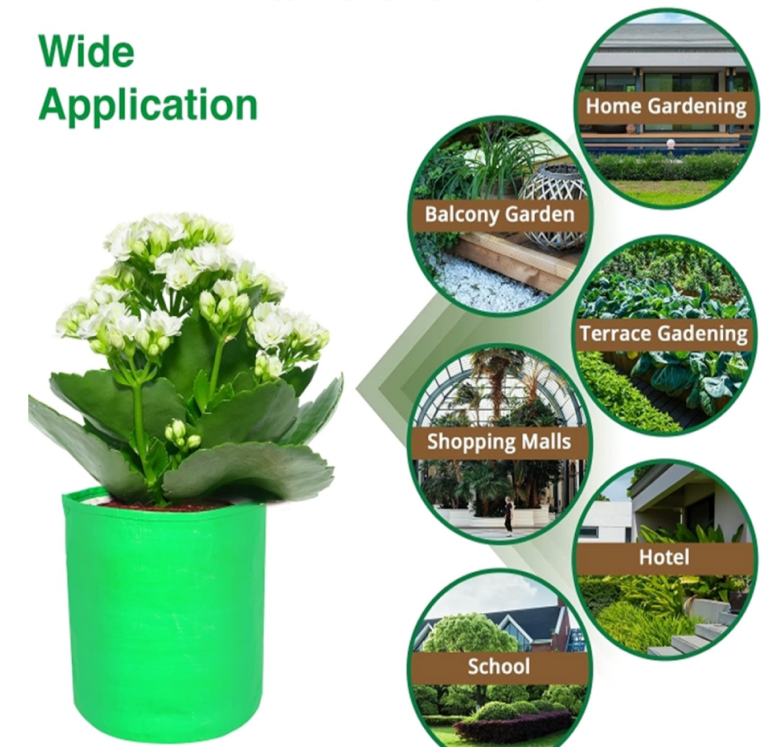 Wide
Application
Home Gardening
Balcony Garden
Terrace Gadening
Shopping Malls
Hotel
School